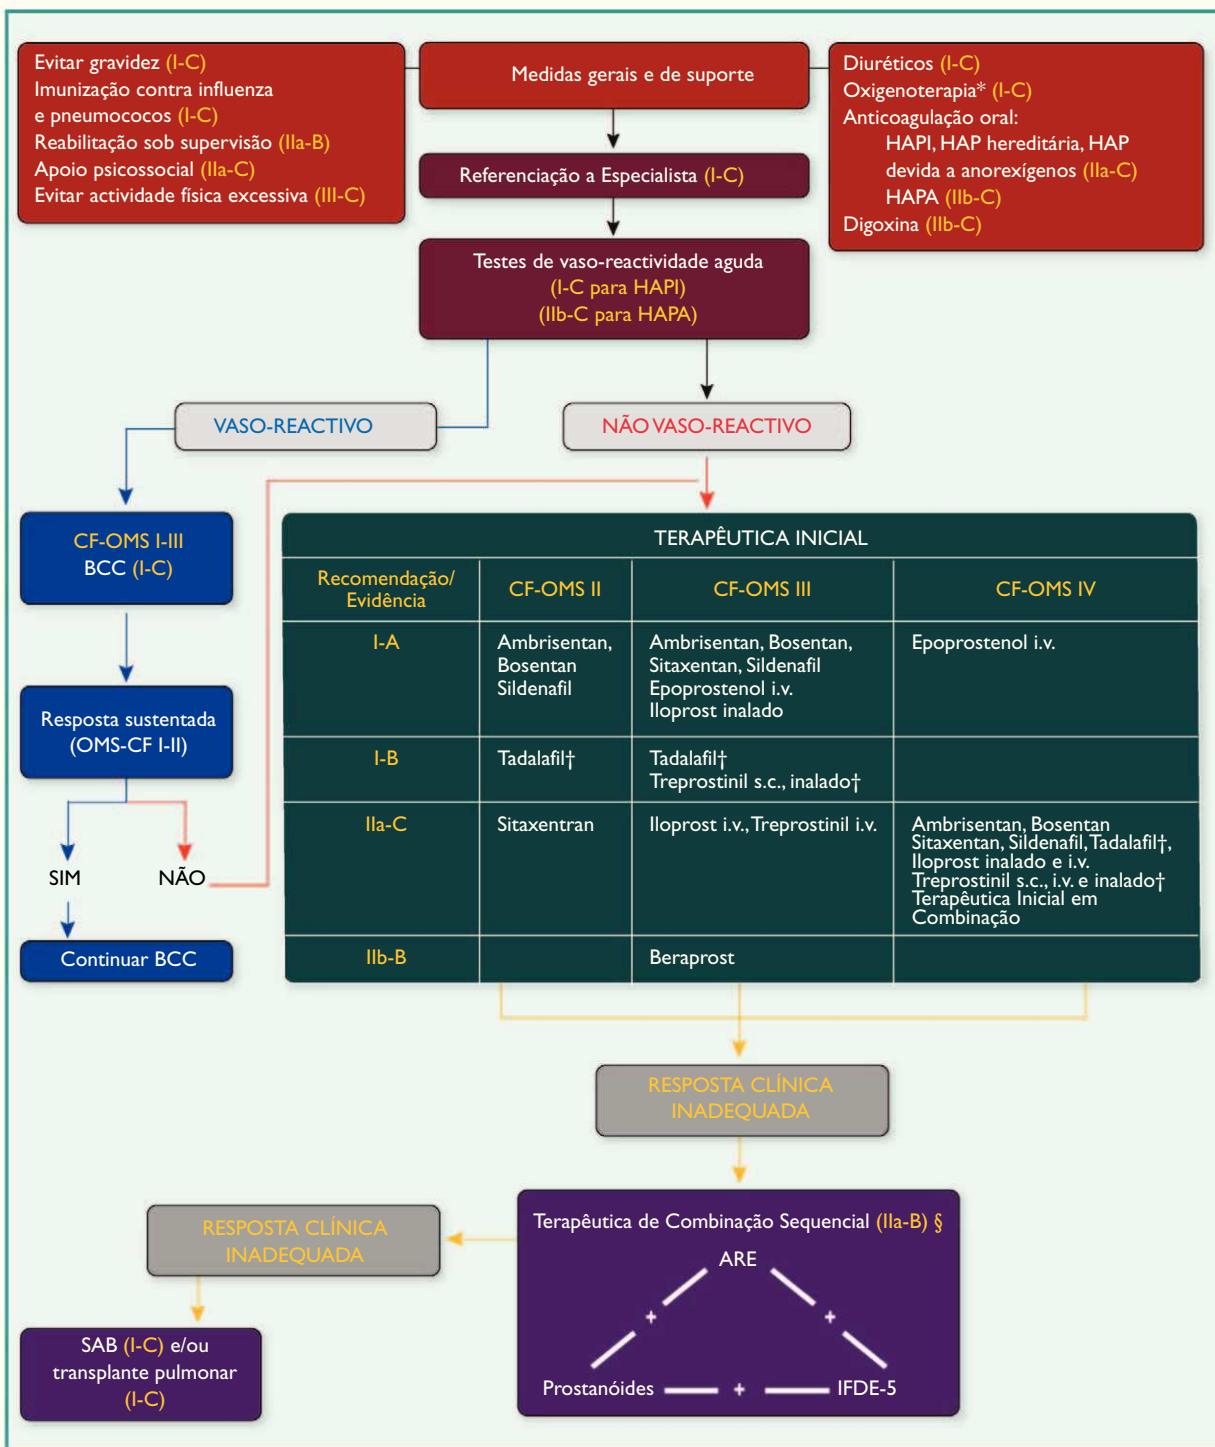 Evitar gravidez (I-C)
Imunização contra influenza
e pneumococos (I-C)
Reabilitação sob supervisão (IIa-B)
Apoio psicossocial (IIa-C)
Evitar actividade física excessiva (III-C)
Medidas gerais e de suporte
Diuréticos (I-C)
Oxigenoterapia* (I-C)
Anticoagulação oral:
HAPI, HAP hereditária, HAP
devida a anorexígenos (IIa-C)
HAPA (IIb-C)
Digoxina (IIb-C)
Referenciação a Especialista (I-C)
Testes de vaso-reactividade aguda
(I-C para HAPI)
(IIb-C para HAPA)
VASO-REACTIVO
NÃO VASO-REACTIVO
CF-OMS I-III
BCC (I-C)
Resposta sustentada
(OMS-CF I-II)
SIM
NÃO
Continuar BCC
TERAPÊUTICA INICIAL
Recomendação/
Evidência
CF-OMS II
CF-OMS III
CF-OMS IV
I-A
Ambrisentan,
Bosentan
Sildenafil
Ambrisentan, Bosentan,
Sitaxentan, Sildenafil
Epoprostenol i.v.
Iloprost inalado
Epoprostenol i.v.
I-B
Tadalafil†
Tadalafil†
Treprostinil s.c., inalado†
IIa-C
Sitaxentran
Iloprost i.v., Treprostinil i.v.
Ambrisentan, Bosentan
Sitaxentan, Sildenafil, Tadalafil†,
Iloprost inalado e i.v.
Treprostinil s.c., i.v. e inalado†
Terapêutica Inicial em
Combinação
IIb-B
Beraprost
RESPOSTA CLÍNICA
INADEQUADA
Terapêutica de Combinação Sequencial (IIa-B) §
ARE
+
+
Prostanóides + IFDE-5
RESPOSTA CLÍNICA
INADEQUADA
SAB (I-C) e/ou
transplante pulmonar
(I-C)